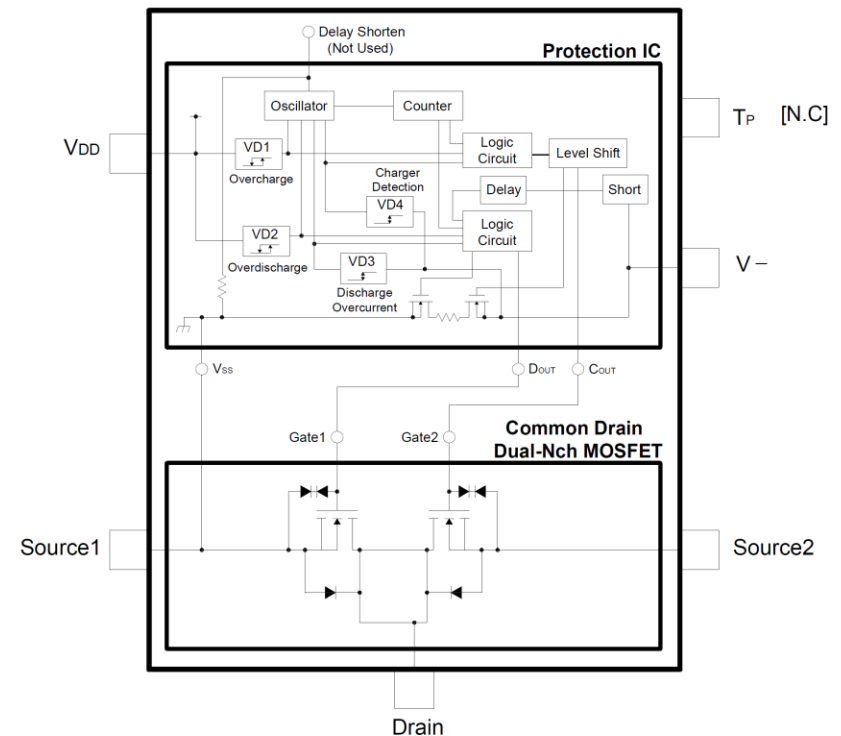 Delay Shorten
(Not Used)
Protection IC
Oscillator
Counter
TP [N.C]
VDD
VD1
Overcharge
Logic
Circuit
Level Shift
Charger
Detection
VD4
Delay
Short
VD2
Overdischarge
Logic
Circuit
VD3
Discharge
Overcurrent
V−
VSS
DOUT
COUT
Gate1
Gate2
Common Drain
Dual-Nch MOSFET
Source1
Source2
Drain